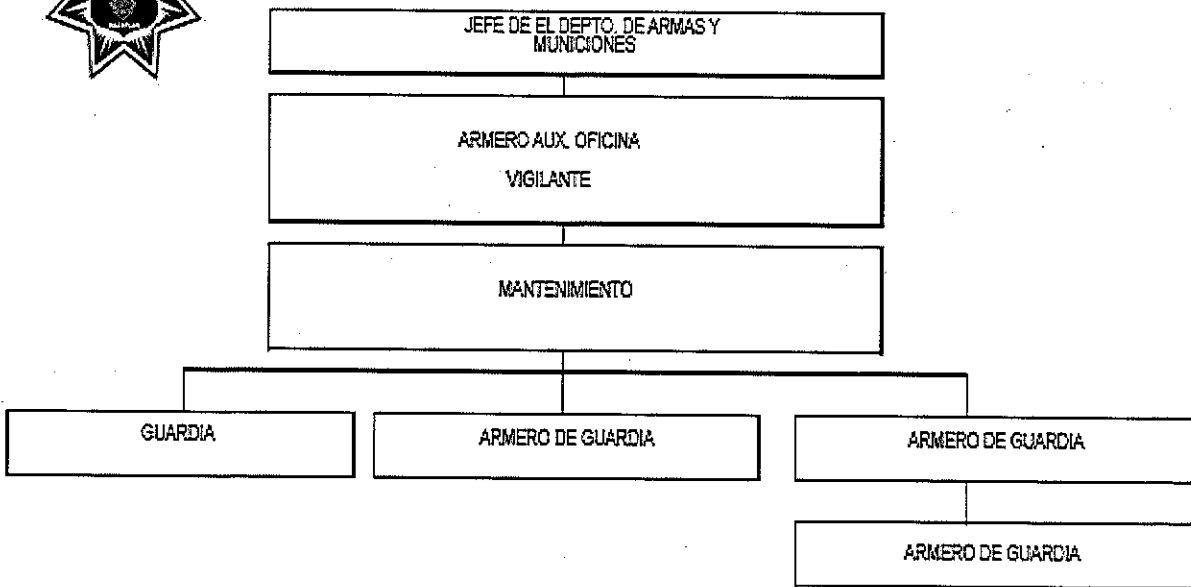 JEFE DE EL DEPTO. DE ARMAS Y
MUNICIONES
ARMERO AUX. OFICINA
VIGILANTE
MANTENIMIENTO
GUARDIA
ARMERO DE GUARDIA
ARMERO DE GUARDIA
ARMERO DE GUARDIA